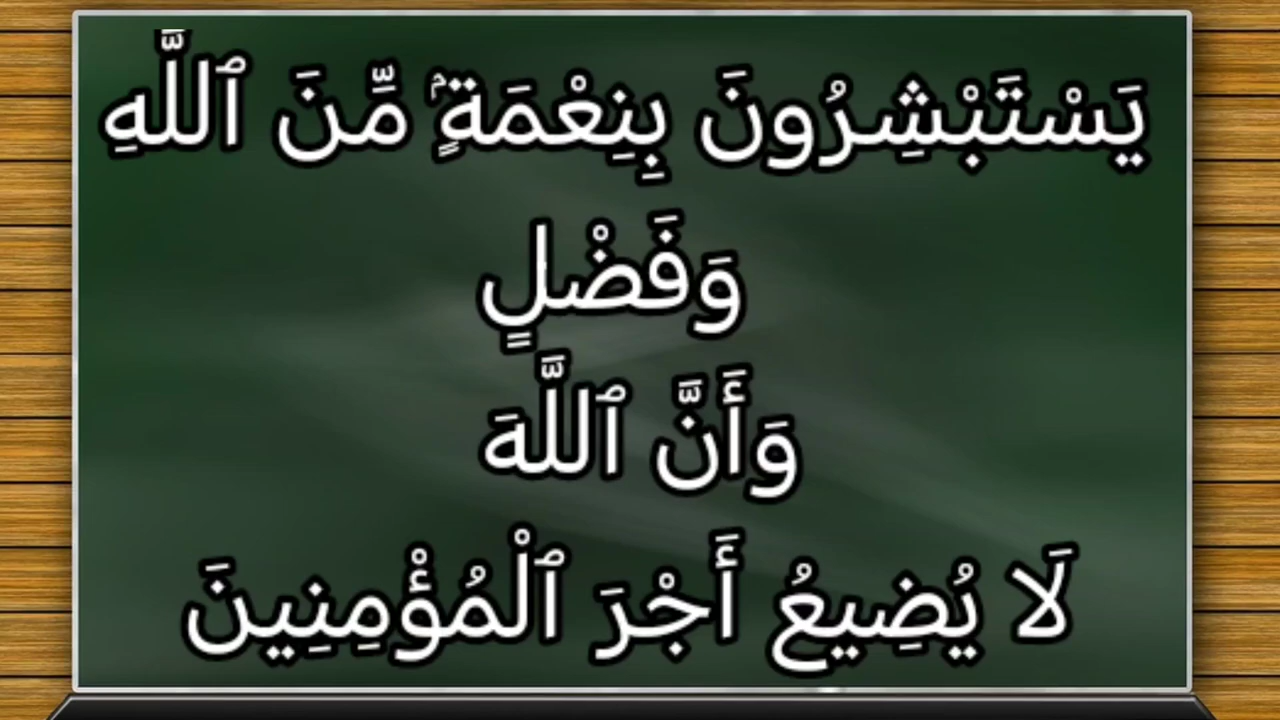 يَسْتَبْشِرُونَ بِنِعْمَةٍۢ مِّنَ ٱللَّهِ
وَفَضْلٍ
وَأَنَّ ٱللَّهَ
لَا يُضِيعُ أَجْرَ ٱلْمُؤْمِنِينَ